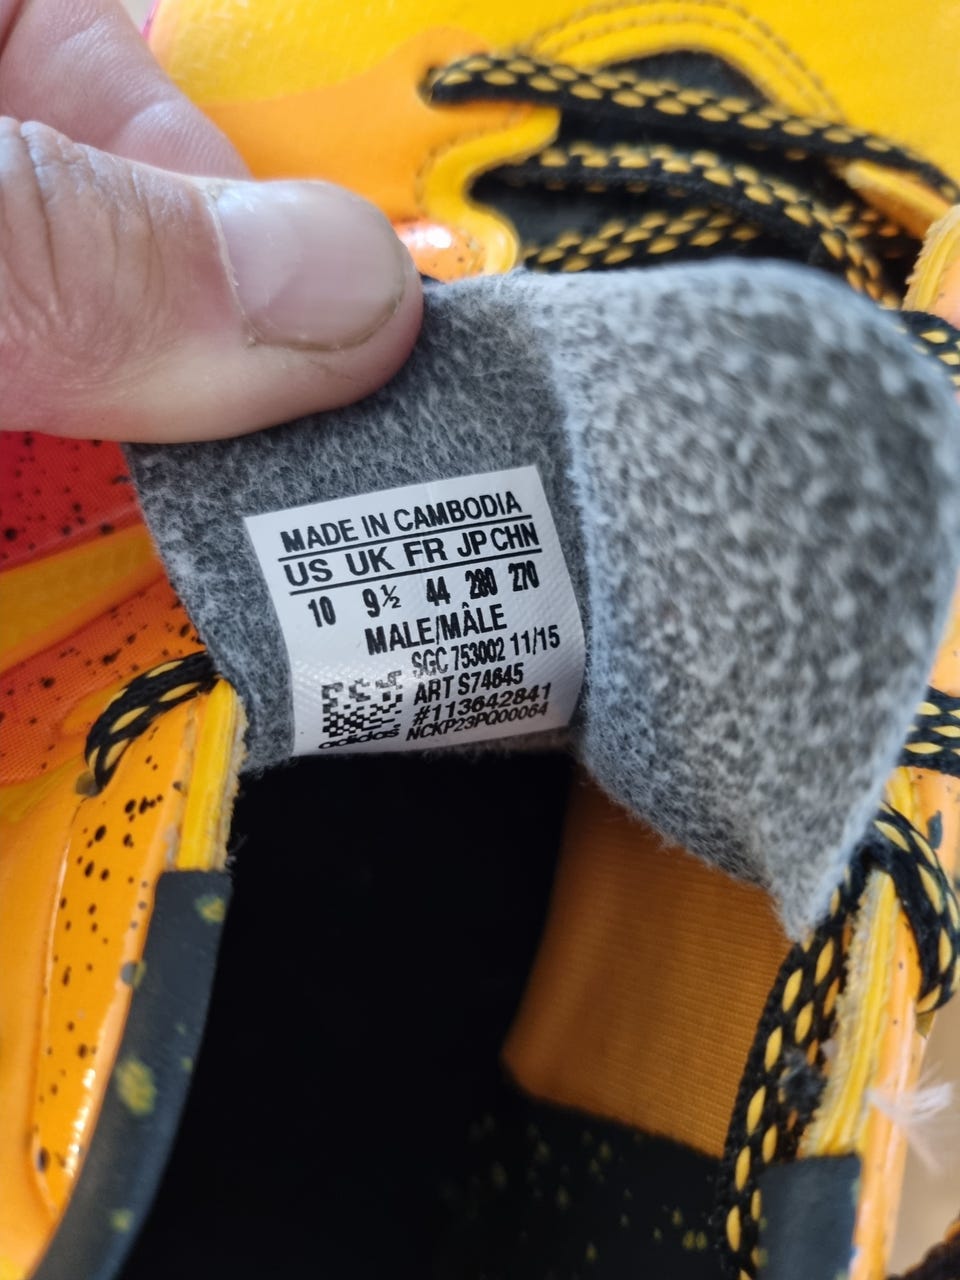 MADE IN CAMBODIA
US UK FR JP CHN
10 9½ 44 280 270
MALE/MÂLE
SGC 753002 11/15
ART S74645
#113642841
NCKP23PQ00064
adidas